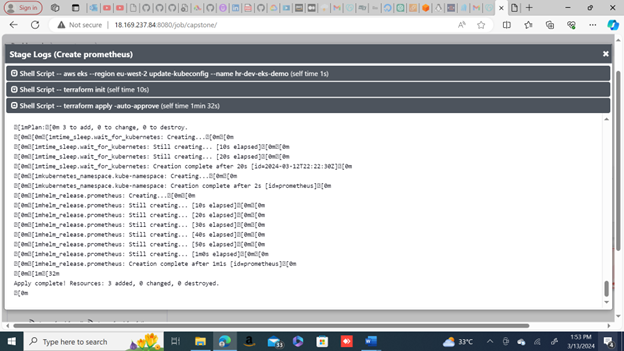 Sign in
Not secure | 18.169.237.84:8080/job/capstone/
Stage Logs (Create prometheus)
Shell Script -- aws eks --region eu-west-2 update-kubeconfig --name hr-dev-eks-demo (self time 1s)
Shell Script -- terraform init (self time 10s)
Shell Script -- terraform apply -auto-approve (self time 1min 32s)
[1mPlan:[0m 3 to add, 0 to change, 0 to destroy.
[0m[0m[1mtime_sleep.wait_for_kubernetes: Creating...[0m[0m
[0m[1mtime_sleep.wait_for_kubernetes: Still creating... [10s elapsed][0m[0m
[0m[1mtime_sleep.wait_for_kubernetes: Still creating... [20s elapsed][0m[0m
[0m[1mtime_sleep.wait_for_kubernetes: Creation complete after 20s [id=2024-03-12T22:22:30Z][0m
[0m[1mkubernetes_namespace.kube-namespace: Creating...[0m[0m
[0m[1mkubernetes_namespace.kube-namespace: Creation complete after 2s [id=prometheus][0m
[0m[1mhelm_release.prometheus: Creating...[0m[0m
[0m[1mhelm_release.prometheus: Still creating... [10s elapsed][0m[0m
[0m[1mhelm_release.prometheus: Still creating... [20s elapsed][0m[0m
[0m[1mhelm_release.prometheus: Still creating... [30s elapsed][0m[0m
[0m[1mhelm_release.prometheus: Still creating... [40s elapsed][0m[0m
[0m[1mhelm_release.prometheus: Still creating... [50s elapsed][0m[0m
[0m[1mhelm_release.prometheus: Still creating... [1m0s elapsed][0m[0m
[0m[1mhelm_release.prometheus: Creation complete after 1m1s [id=prometheus][0m
[0m[1m[32m
Apply complete! Resources: 3 added, 0 changed, 0 destroyed.
[0m
Type here to search
33°C
1:53 PM
3/13/2024